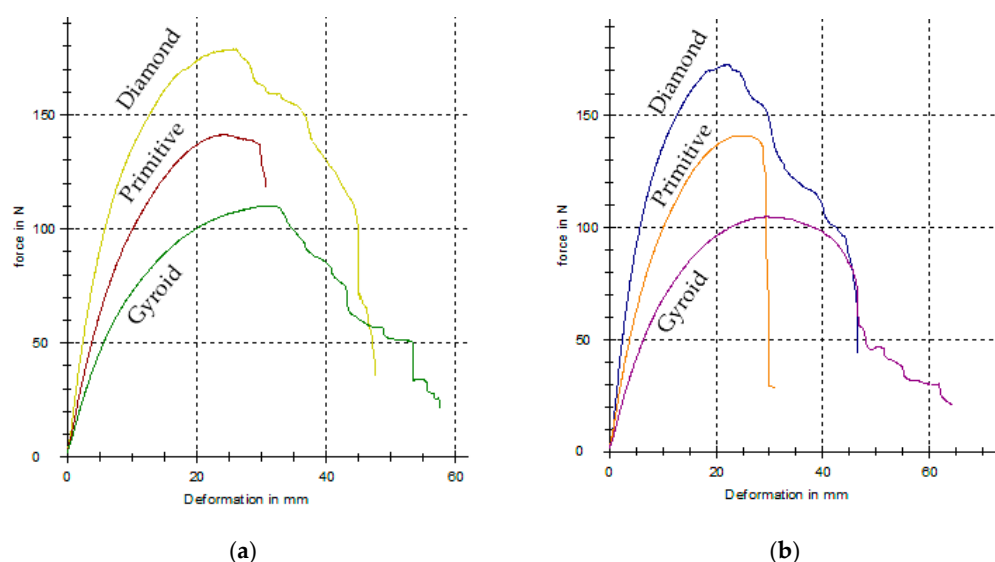 Diamond
Primitive
Gyroid
force in N
150
100
50
0
0
20
40
60
Deformation in mm
(a)
Diamond
Primitive
Gyroid
force in N
150
100
50
0
0
20
40
60
Deformation in mm
(b)